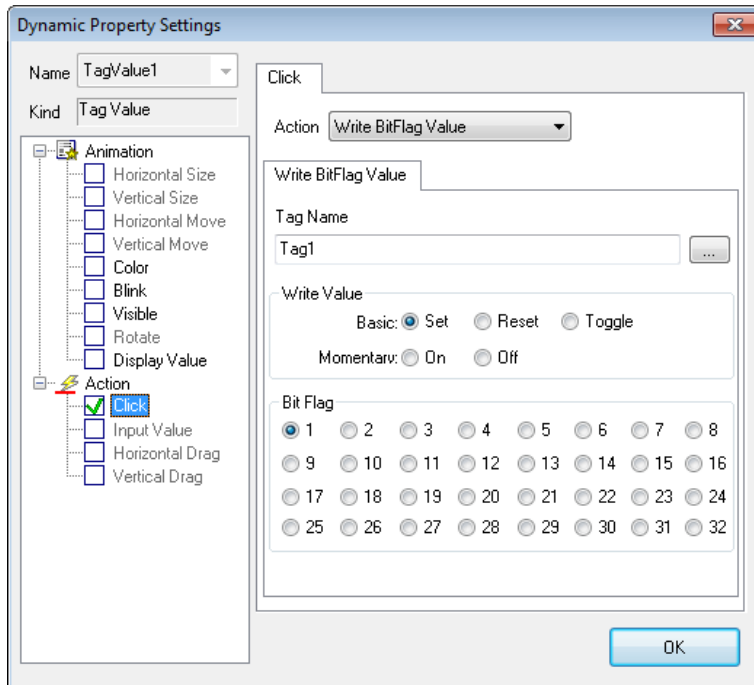 Dynamic Property Settings
Name TagValue1
Kind Tag Value
Animation
Horizontal Size
Vertical Size
Horizontal Move
Vertical Move
Color
Blink
Visible
Rotate
Display Value
Action
Click
Input Value
Horizontal Drag
Vertical Drag
Click
Action Write BitFlag Value
Write BitFlag Value
Tag Name
Tag1 ...
Write Value
Basic: Set Reset Toggle
Momentary: On Off
Bit Flag
1 2 3 4 5 6 7 8
9 10 11 12 13 14 15 16
17 18 19 20 21 22 23 24
25 26 27 28 29 30 31 32
OK